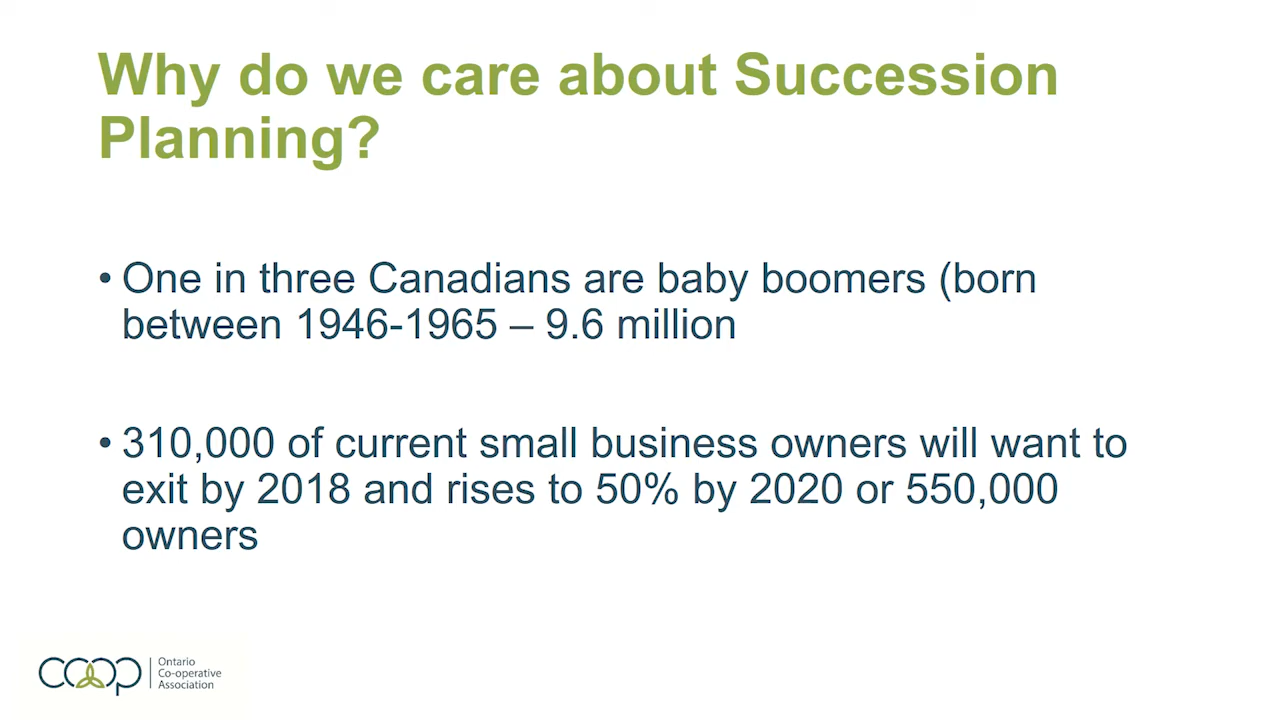 Why do we care about Succession
Planning?
• One in three Canadians are baby boomers (born
between 1946-1965 – 9.6 million
• 310,000 of current small business owners will want to
exit by 2018 and rises to 50% by 2020 or 550,000
owners
COOP
Ontario
Co-operative
Association